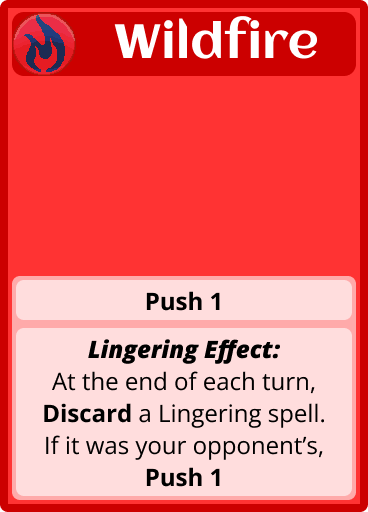 Wildfire
Push 1
Lingering Effect:
At the end of each turn,
Discard a Lingering spell.
If it was your opponent’s,
Push 1